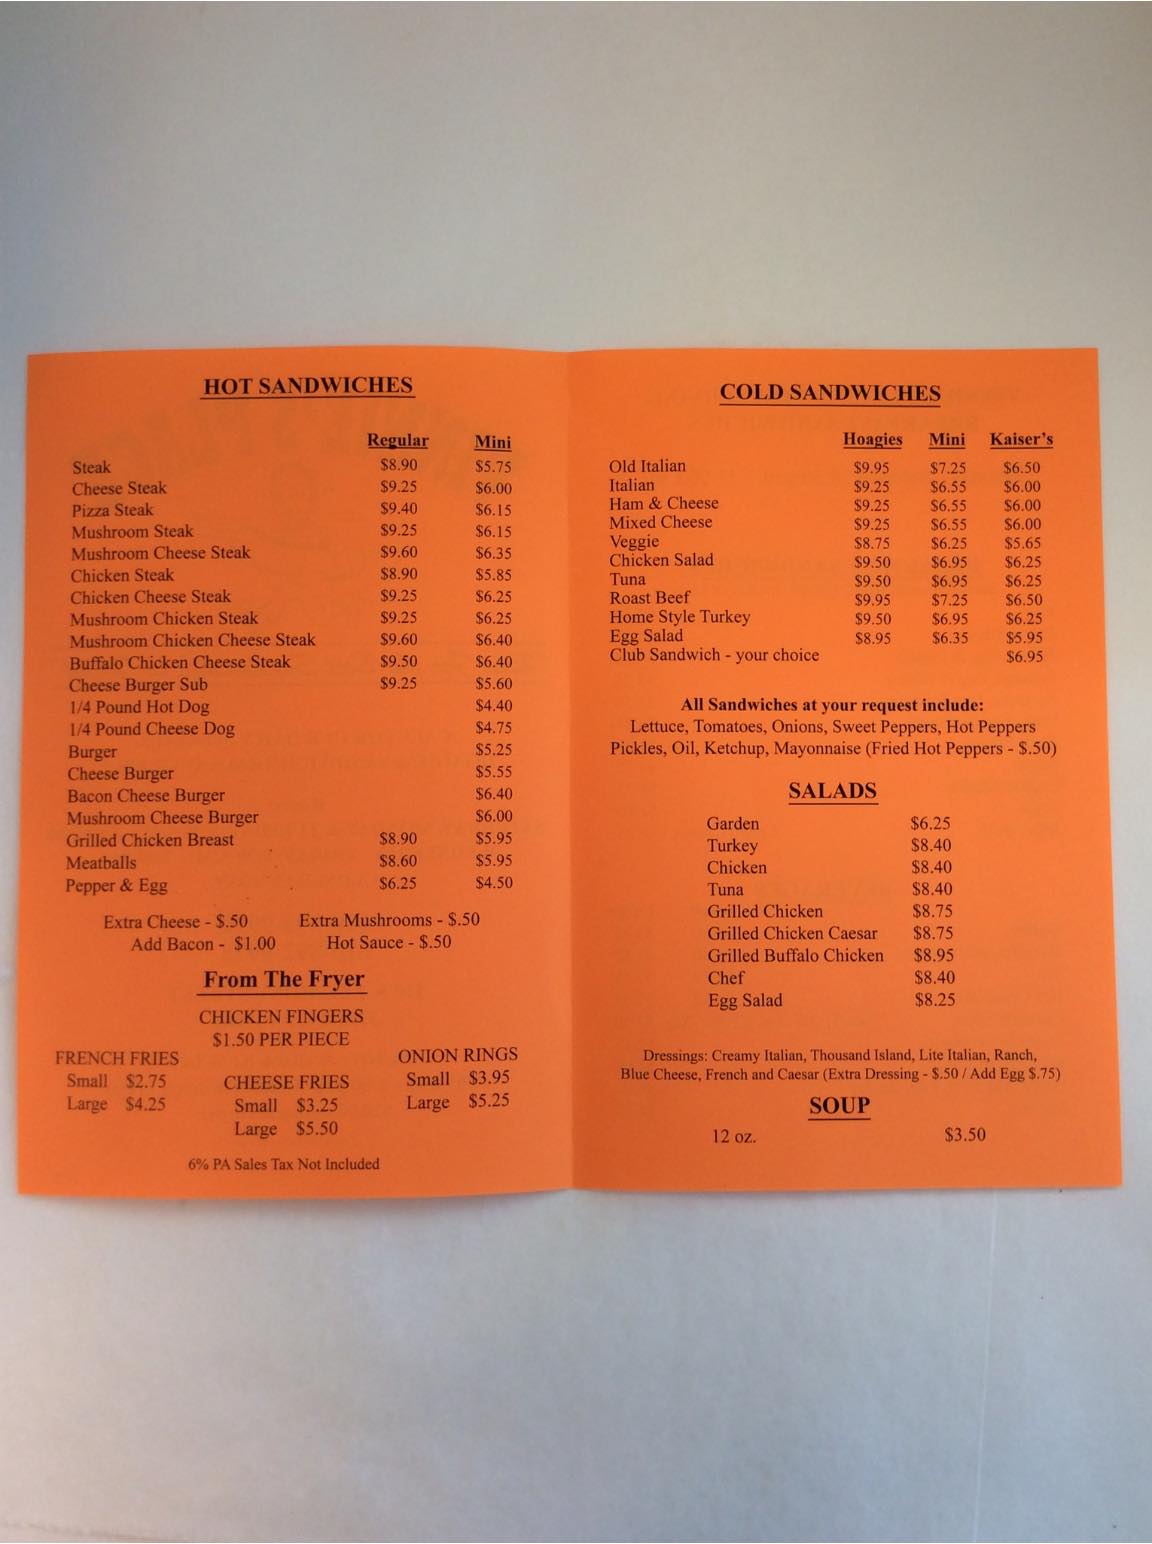 HOT SANDWICHES
Regular Mini
Steak $8.90 $5.75
Cheese Steak $9.25 $6.00
Pizza Steak $9.40 $6.15
Mushroom Steak $9.25 $6.15
Mushroom Cheese Steak $9.60 $6.35
Chicken Steak $8.90 $5.85
Chicken Cheese Steak $9.25 $6.25
Mushroom Chicken Steak $9.25 $6.25
Mushroom Chicken Cheese Steak $9.60 $6.40
Buffalo Chicken Cheese Steak $9.50 $6.40
Cheese Burger Sub $9.25 $5.60
1/4 Pound Hot Dog $4.40
1/4 Pound Cheese Dog $4.75
Burger $5.25
Cheese Burger $5.55
Bacon Cheese Burger $6.40
Mushroom Cheese Burger $6.00
Grilled Chicken Breast $8.90 $5.95
Meatballs $8.60 $5.95
Pepper & Egg $6.25 $4.50
Extra Cheese - $.50 Extra Mushrooms - $.50
Add Bacon - $1.00 Hot Sauce - $.50
From The Fryer
CHICKEN FINGERS
$1.50 PER PIECE
FRENCH FRIES
Small $2.75
Large $4.25
CHEESE FRIES
Small $3.25
Large $5.50
ONION RINGS
Small $3.95
Large $5.25
6% PA Sales Tax Not Included
COLD SANDWICHES
Hoagies Mini Kaiser's
Old Italian $9.95 $7.25 $6.50
Italian $9.25 $6.55 $6.00
Ham & Cheese $9.25 $6.55 $6.00
Mixed Cheese $9.25 $6.55 $6.00
Veggie $8.75 $6.25 $5.65
Chicken Salad $9.50 $6.95 $6.25
Tuna $9.50 $6.95 $6.25
Roast Beef $9.95 $7.25 $6.50
Home Style Turkey $9.50 $6.95 $6.25
Egg Salad $8.95 $6.35 $5.95
Club Sandwich - your choice $6.95
All Sandwiches at your request include:
Lettuce, Tomatoes, Onions, Sweet Peppers, Hot Peppers
Pickles, Oil, Ketchup, Mayonnaise (Fried Hot Peppers - $.50)
SALADS
Garden $6.25
Turkey $8.40
Chicken $8.40
Tuna $8.40
Grilled Chicken $8.75
Grilled Chicken Caesar $8.75
Grilled Buffalo Chicken $8.95
Chef $8.40
Egg Salad $8.25
Dressings: Creamy Italian, Thousand Island, Lite Italian, Ranch,
Blue Cheese, French and Caesar (Extra Dressing - $.50 / Add Egg $.75)
SOUP
12 oz. $3.50